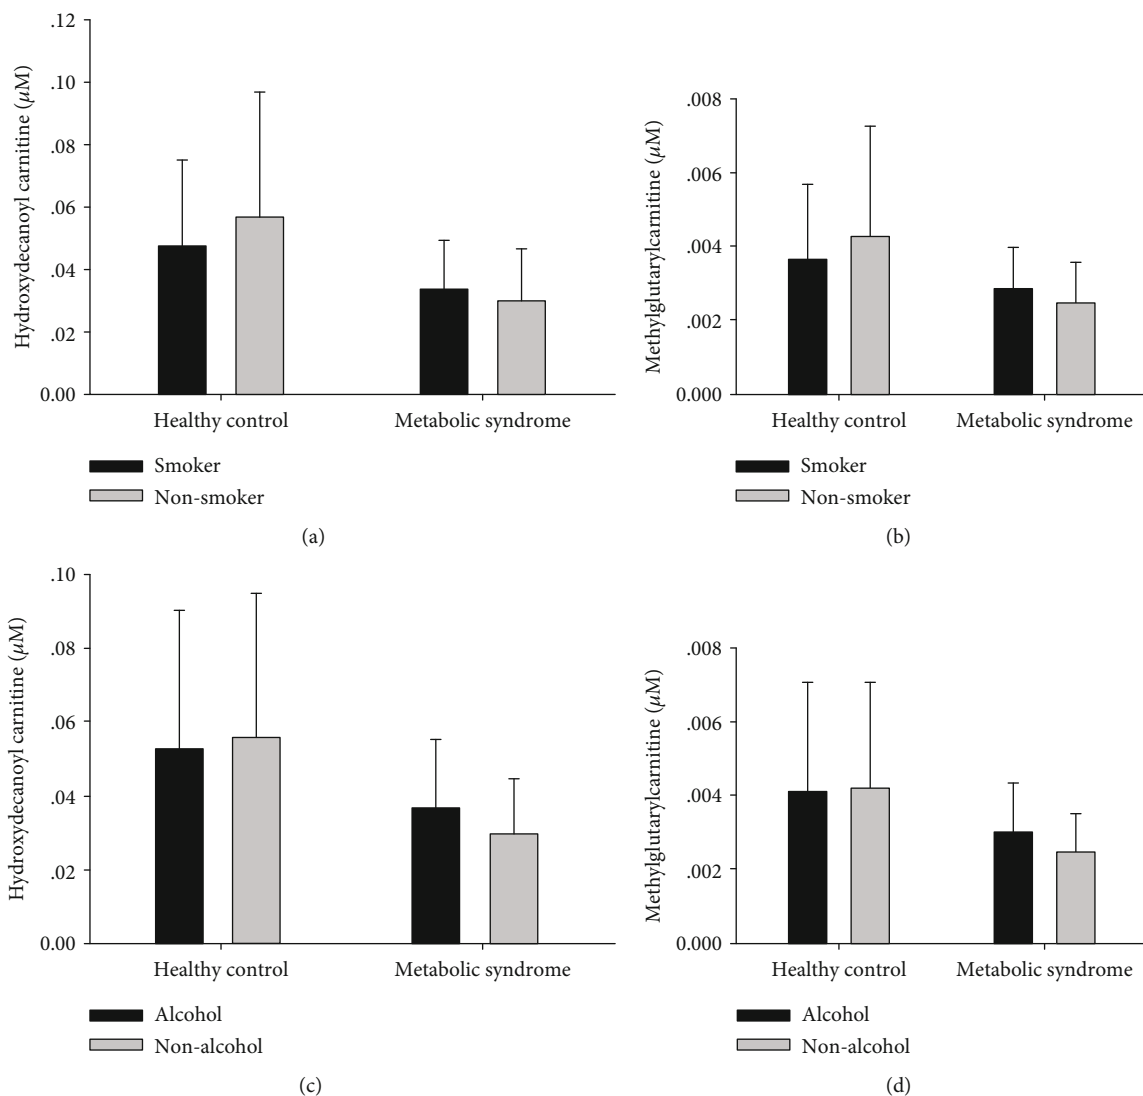 Hydroxydecanoyl carnitine (μM)
.12
.10
.08
.06
.04
.02
0.00
Healthy control
Metabolic syndrome
Smoker
Non-smoker
(a)
Methylglutarylcarnitine (μM)
.008
.006
.004
.002
0.000
Healthy control
Metabolic syndrome
Smoker
Non-smoker
(b)
Hydroxydecanoyl carnitine (μM)
.10
.08
.06
.04
.02
0.00
Healthy control
Metabolic syndrome
Alcohol
Non-alcohol
(c)
Methylglutarylcarnitine (μM)
.008
.006
.004
.002
0.000
Healthy control
Metabolic syndrome
Alcohol
Non-alcohol
(d)